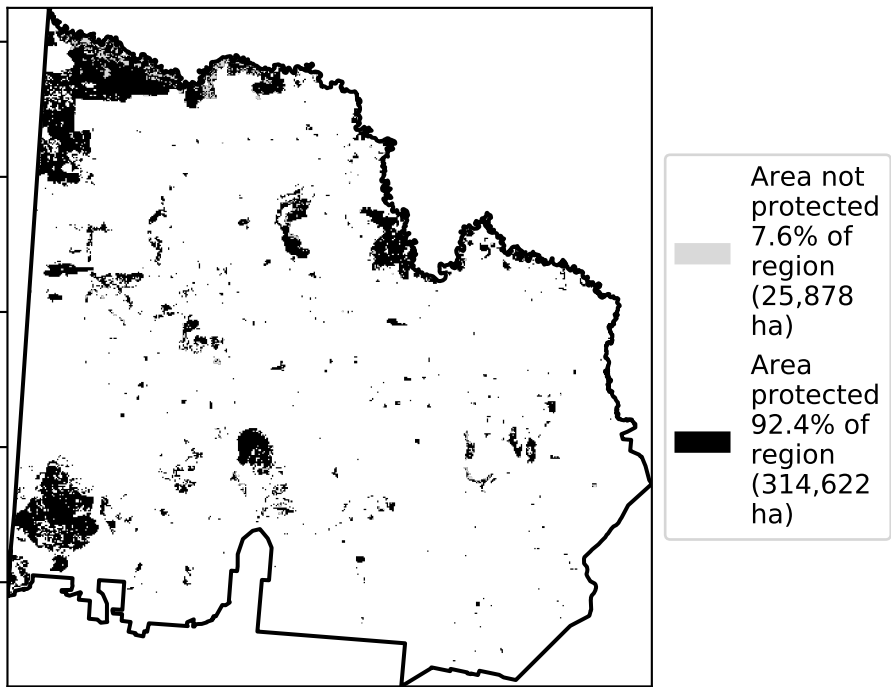 Area not
protected
7.6% of
region
(25,878
ha)
Area
protected
92.4% of
region
(314,622
ha)